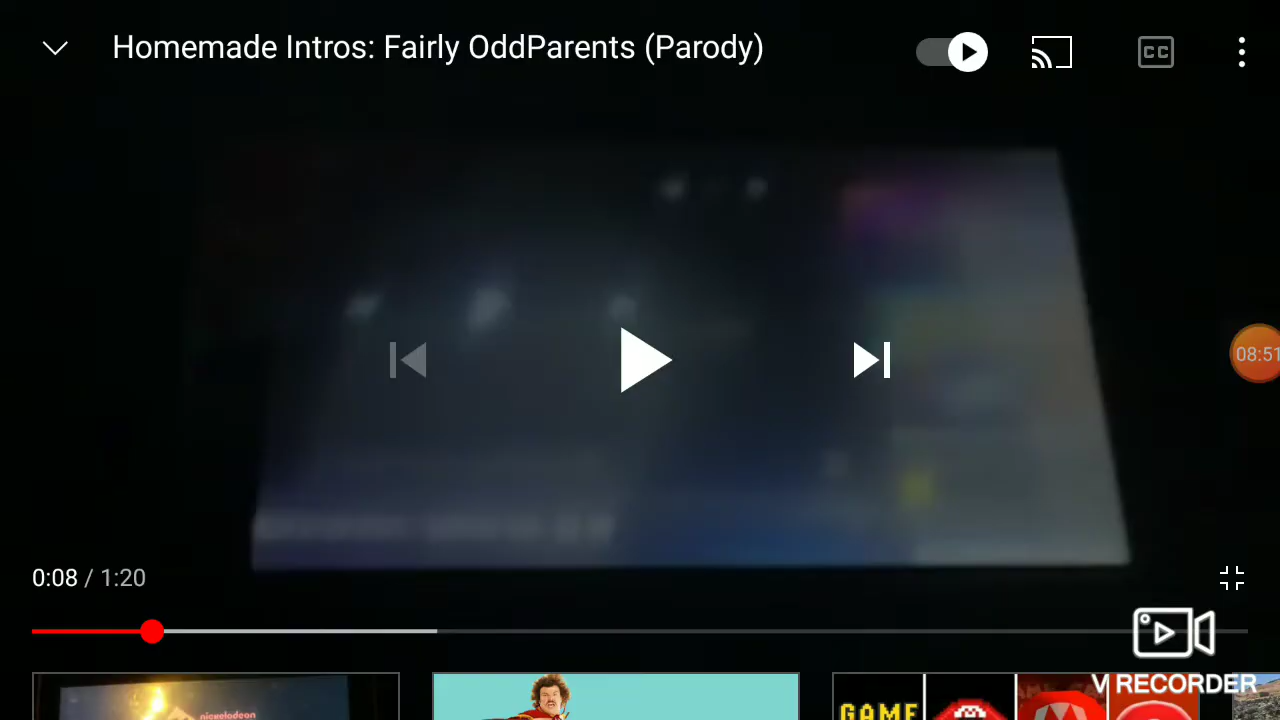 Homemade Intros: Fairly OddParents (Parody)
CC
08:51
0:08 / 1:20
nickelodeon
GAME
V RECORDER